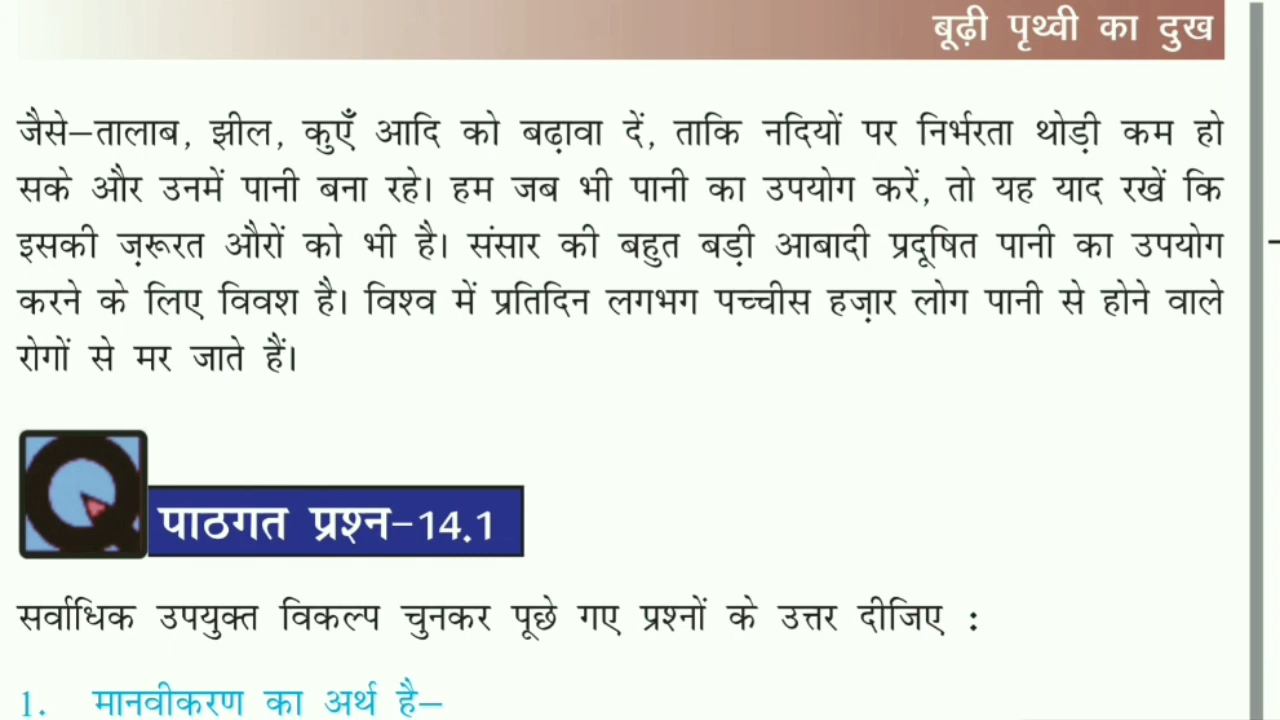 बूढ़ी पृथ्वी का दुख
जैसे–तालाब, झील, कुएँ आदि को बढ़ावा दें, ताकि नदियों पर निर्भरता थोड़ी कम हो
सके और उनमें पानी बना रहे। हम जब भी पानी का उपयोग करें, तो यह याद रखें कि
इसकी ज़रूरत औरों को भी है। संसार की बहुत बड़ी आबादी प्रदूषित पानी का उपयोग
करने के लिए विवश है। विश्व में प्रतिदिन लगभग पच्चीस हज़ार लोग पानी से होने वाले
रोगों से मर जाते हैं।
पाठगत प्रश्न–14.1
सर्वाधिक उपयुक्त विकल्प चुनकर पूछे गए प्रश्नों के उत्तर दीजिए :
1. मानवीकरण का अर्थ है–